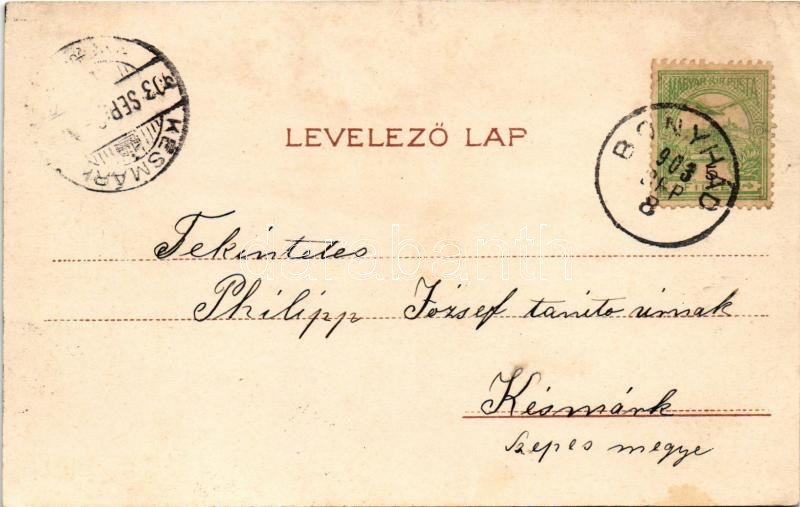 MAGYAR KIR. POSTA
BONYHÁD
903
SEP
8
903 SEP
KÉSMÁRK
LEVELEZŐ LAP
Tekintetes
Philipp József tanító úrnak
Késmárk
Szepes megye
darabanth